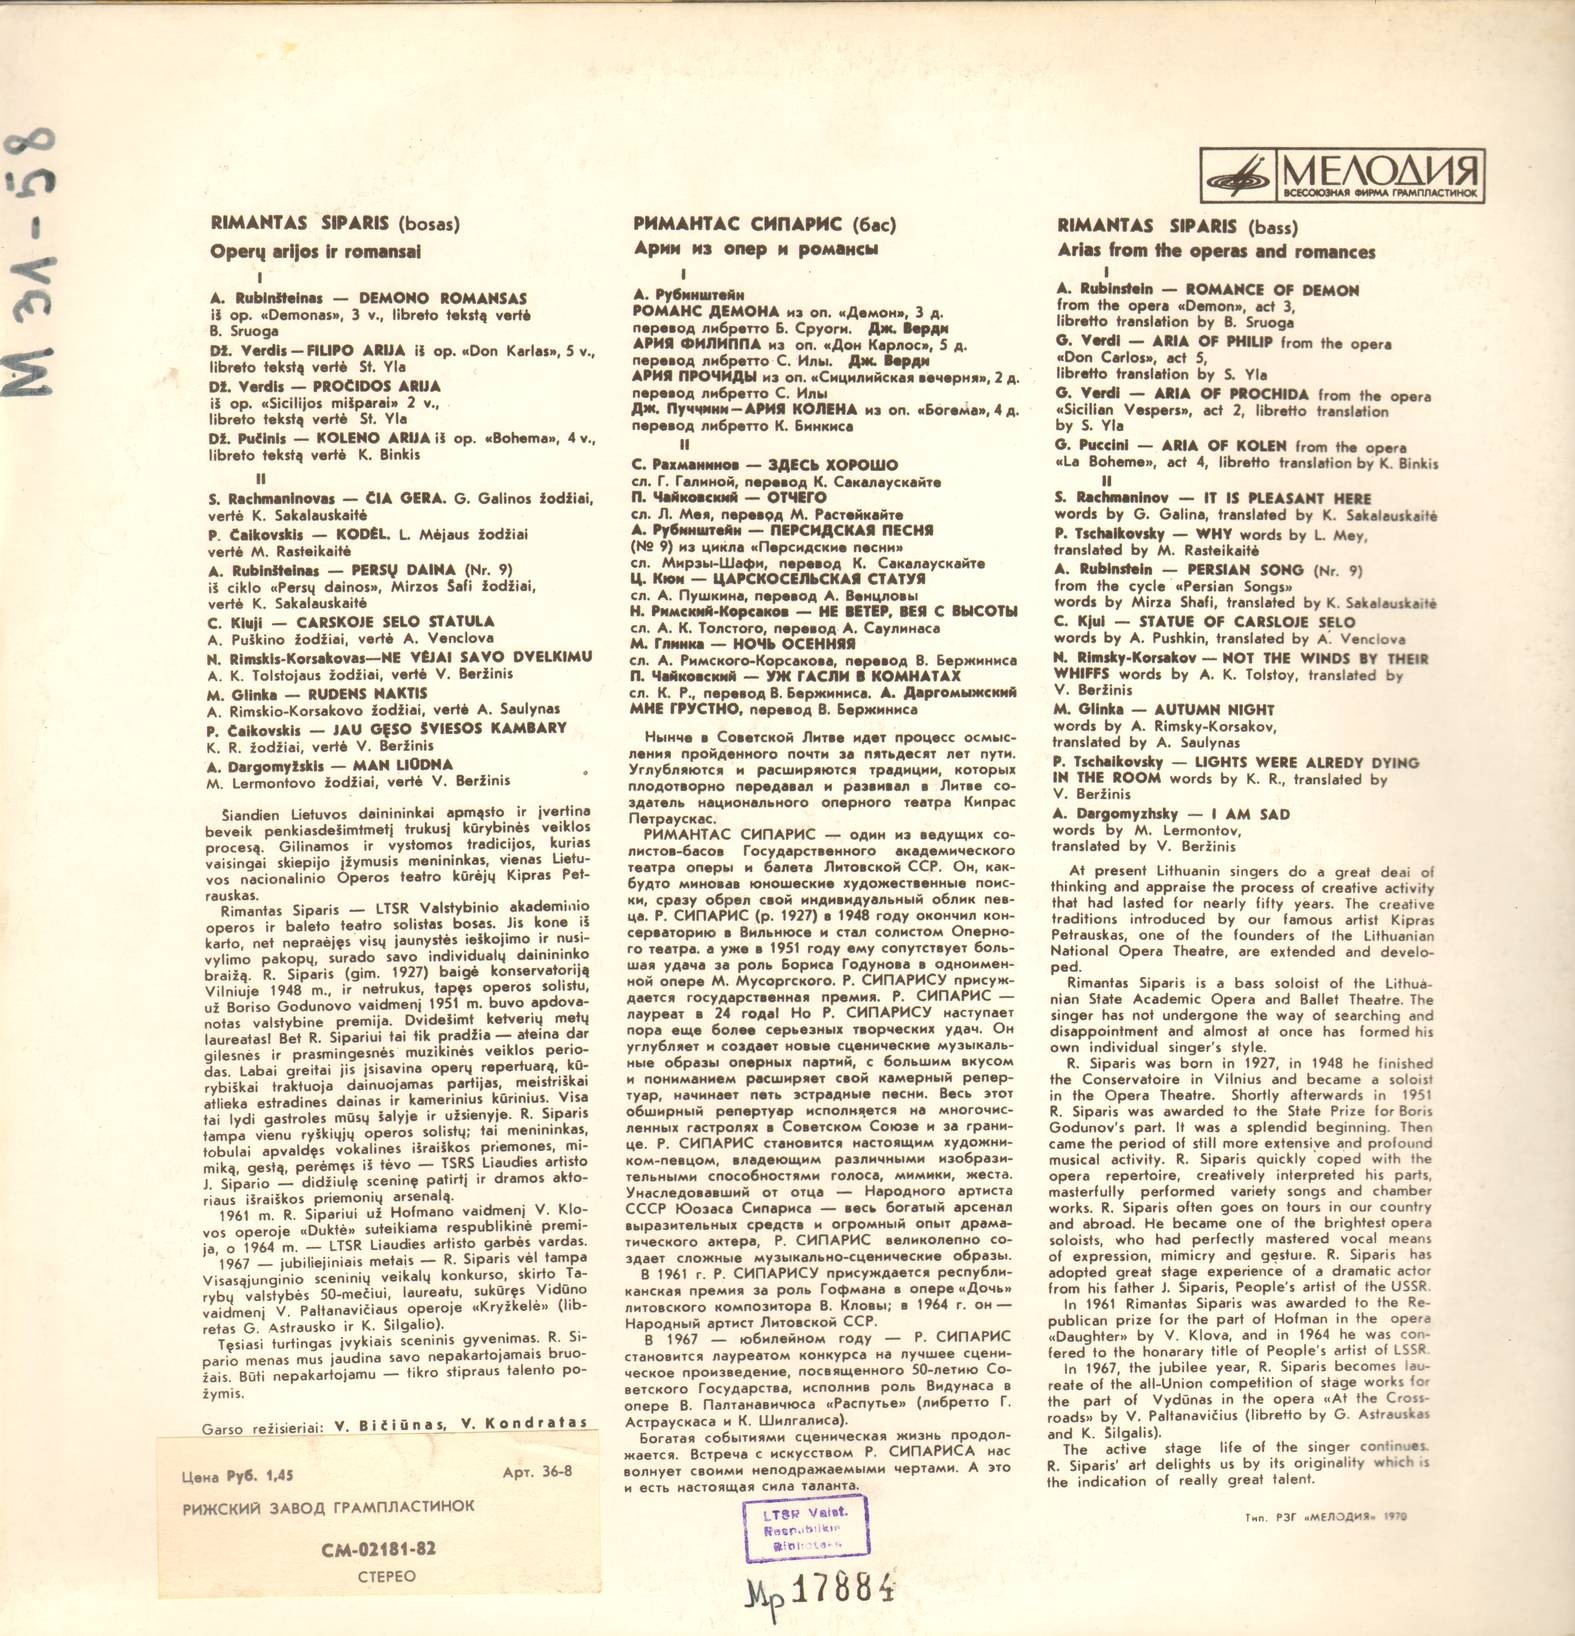 М ЭЛ-58
МЕЛОДИЯ
ВСЕСОЮЗНАЯ ФИРМА ГРАМПЛАСТИНОК
RIMANTAS SIPARIS (bosas)
Operų arijos ir romansai
I
A. Rubinšteinas — DEMONO ROMANSAS
iš op. «Demonas», 3 v., libreto tekstą vertė
B. Sruoga
Dž. Verdis — FILIPO ARIJA iš op. «Don Karlas», 5 v.,
libreto tekstą vertė St. Yla
Dž. Verdis — PROČIDOS ARIJA
iš op. «Sicilijos mišparai» 2 v.,
libreto tekstą vertė St. Yla
Dž. Pučinis — KOLENO ARIJA iš op. «Bohema», 4 v.,
libreto tekstą vertė K. Binkis
II
S. Rachmaninovas — ČIA GERA. G. Galinos žodžiai,
vertė K. Sakalauskaitė
P. Čaikovskis — KODĖL. L. Mėjaus žodžiai
vertė M. Rasteikaitė
A. Rubinšteinas — PERSŲ DAINA (Nr. 9)
iš ciklo «Persų dainos», Mirzos Šafi žodžiai,
vertė K. Sakalauskaitė
C. Kiuji — CARSKOJE SELO STATULA
A. Puškino žodžiai, vertė A. Venclova
N. Rimskis-Korsakovas—NE VĖJAI SAVO DVELKIMU
A. K. Tolstojaus žodžiai, vertė V. Beržinis
M. Glinka — RUDENS NAKTIS
A. Rimskio-Korsakovo žodžiai, vertė A. Saulynas
P. Čaikovskis — JAU GĘSO ŠVIESOS KAMBARY
K. R. žodžiai, vertė V. Beržinis
A. Dargomyžskis — MAN LIŪDNA
M. Lermontovo žodžiai, vertė V. Beržinis
Šiandien Lietuvos dainininkai apmąsto ir įvertina
beveik penkiasdešimtmetį trukusį kūrybinės veiklos
procesą. Gilinamos ir vystomos tradicijos, kurias
vaisingai skiepijo įžymusis menininkas, vienas Lietu-
vos nacionalinio Operos teatro kūrėjų Kipras Pet-
rauskas.
Rimantas Siparis — LTSR Valstybinio akademinio
operos ir baleto teatro solistas bosas. Jis kone iš
karto, net nepraėjęs visų jaunystės ieškojimo ir nusi-
vylimo pakopų, surado savo individualų dainininko
braižą. R. Siparis (gim. 1927) baigė konservatoriją
Vilniuje 1948 m., ir netrukus, tapęs operos solistu,
už Boriso Godunovo vaidmenį 1951 m. buvo apdova-
notas valstybine premija. Dvidešimt ketverių metų
laureatas! Bet R. Sipariui tai tik pradžia — ateina dar
gilesnės ir prasmingesnės muzikinės veiklos perio-
das. Labai greitai jis įsisavina operų repertuarą, kū-
rybiškai traktuoja dainuojamas partijas, meistriškai
atlieka estradines dainas ir kamerinius kūrinius. Visa
tai lydi gastroles mūsų šalyje ir užsienyje. R. Siparis
tampa vienu ryškiųjų operos solistų; tai menininkas,
tobulai apvaldęs vokalines išraiškos priemones, mi-
miką, gestą, perėmęs iš tėvo — TSRS Liaudies artisto
J. Sipario — didžiulę sceninę patirtį ir dramos akto-
riaus išraiškos priemonių arsenalą.
1961 m. R. Sipariui už Hofmano vaidmenį V. Klo-
vos operoje «Duktė» suteikiama respublikinė premi-
ja, o 1964 m. — LTSR Liaudies artisto garbės vardas.
1967 — jubiliejiniais metais — R. Siparis vėl tampa
Visasąjunginio sceninių veikalų konkurso, skirto Ta-
rybų valstybės 50-mečiui, laureatu, sukūręs Vidūno
vaidmenį V. Paltanavičiaus operoje «Kryžkelė» (lib-
retas G. Astrausko ir K. Šilgalio).
Tęsiasi turtingas įvykiais sceninis gyvenimas. R. Si-
pario menas mus jaudina savo nepakartojamais bruo-
žais. Būti nepakartojamu — tikro stipraus talento po-
žymis.
Garso režisieriai: V. Bičiūnas, V. Kondratas
Цена Руб. 1,45 Арт. 36-8
РИЖСКИЙ ЗАВОД ГРАМПЛАСТИНОК
СМ-02181-82
СТЕРЕО
РИМАНТАС СИПАРИС (бас)
Арии из опер и романсы
I
А. Рубинштейн
РОМАНС ДЕМОНА из оп. «Демон», 3 д.
перевод либретто Б. Сруоги. Дж. Верди
АРИЯ ФИЛИППА из оп. «Дон Карлос», 5 д.
перевод либретто С. Илы. Дж. Верди
АРИЯ ПРОЧИДЫ из оп. «Сицилийская вечерня», 2 д.
перевод либретто С. Илы
Дж. Пуччини—АРИЯ КОЛЕНА из оп. «Богема», 4 д.
перевод либретто К. Бинкиса
II
С. Рахманинов — ЗДЕСЬ ХОРОШО
сл. Г. Галиной, перевод К. Сакалаускайте
П. Чайковский — ОТЧЕГО
сл. Л. Мея, перевод М. Растейкайте
А. Рубинштейн — ПЕРСИДСКАЯ ПЕСНЯ
(№ 9) из цикла «Персидские песни»
сл. Мирзы-Шафи, перевод К. Сакалаускайте
Ц. Кюи — ЦАРСКОСЕЛЬСКАЯ СТАТУЯ
сл. А. Пушкина, перевод А. Венцловы
Н. Римский-Корсаков — НЕ ВЕТЕР, ВЕЯ С ВЫСОТЫ
сл. А. К. Толстого, перевод А. Саулинаса
М. Глинка — НОЧЬ ОСЕННЯЯ
сл. А. Римского-Корсакова, перевод В. Бержиниса
П. Чайковский — УЖ ГАСЛИ В КОМНАТАХ
сл. К. Р., перевод В. Бержиниса. А. Даргомыжский
МНЕ ГРУСТНО, перевод В. Бержиниса
Нынче в Советской Литве идет процесс осмыс-
ления пройденного почти за пятьдесят лет пути.
Углубляются и расширяются традиции, которых
плодотворно передавал и развивал в Литве со-
здатель национального оперного театра Кипрас
Петраускас.
РИМАНТАС СИПАРИС — один из ведущих со-
листов-басов Государственного академического
театра оперы и балета Литовской ССР. Он, как-
будто миновав юношеские художественные поис-
ки, сразу обрел свой индивидуальный облик пев-
ца. Р. СИПАРИС (р. 1927) в 1948 году окончил кон-
серваторию в Вильнюсе и стал солистом Оперно-
го театра. а уже в 1951 году ему сопутствует боль-
шая удача за роль Бориса Годунова в одноимен-
ной опере М. Мусоргского. Р. СИПАРИСУ присуж-
дается государственная премия. Р. СИПАРИС —
лауреат в 24 года! Но Р. СИПАРИСУ наступает
пора еще более серьезных творческих удач. Он
углубляет и создает новые сценические музыкаль-
ные образы оперных партий, с большим вкусом
и пониманием расширяет свой камерный репер-
туар, начинает петь эстрадные песни. Весь этот
обширный репертуар исполняется на многочис-
ленных гастролях в Советском Союзе и за грани-
це. Р. СИПАРИС становится настоящим художни-
ком-певцом, владеющим различными изобрази-
тельными способностями голоса, мимики, жеста.
Унаследовавший от отца — Народного артиста
СССР Юозаса Сипариса — весь богатый арсенал
выразительных средств и огромный опыт драма-
тического актера, Р. СИПАРИС великолепно со-
здает сложные музыкально-сценические образы.
В 1961 г. Р. СИПАРИСУ присуждается республи-
канская премия за роль Гофмана в опере «Дочь»
литовского композитора В. Кловы; в 1964 г. он —
Народный артист Литовской ССР.
В 1967 — юбилейном году — Р. СИПАРИС
становится лауреатом конкурса на лучшее сцени-
ческое произведение, посвященного 50-летию Со-
ветского Государства, исполнив роль Видунаса в
опере В. Палтанавичюса «Распутье» (либретто Г.
Астраускаса и К. Шилгалиса).
Богатая событиями сценическая жизнь продол-
жается. Встреча с искусством Р. СИПАРИСА нас
волнует своими неподражаемыми чертами. А это
и есть настоящая сила таланта.
LTSR Valst.
Respublikin
Biblioteka
Mp 17884
RIMANTAS SIPARIS (bass)
Arias from the operas and romances
I
A. Rubinstein — ROMANCE OF DEMON
from the opera «Demon», act 3,
libretto translation by B. Sruoga
G. Verdi — ARIA OF PHILIP from the opera
«Don Carlos», act 5,
libretto translation by S. Yla
G. Verdi — ARIA OF PROCHIDA from the opera
«Sicilian Vespers», act 2, libretto translation
by S. Yla
G. Puccini — ARIA OF KOLEN from the opera
«La Boheme», act 4, libretto translation by K. Binkis
II
S. Rachmaninov — IT IS PLEASANT HERE
words by G. Galina, translated by K. Sakalauskaitė
P. Tschaikovsky — WHY words by L. Mey,
translated by M. Rasteikaitė
A. Rubinstein — PERSIAN SONG (Nr. 9)
from the cycle «Persian Songs»
words by Mirza Shafi, translated by K. Sakalauskaitė
C. Kjui — STATUE OF CARSLOJE SELO
words by A. Pushkin, translated by A. Venclova
N. Rimsky-Korsakov — NOT THE WINDS BY THEIR
WHIFFS words by A. K. Tolstoy, translated by
V. Beržinis
M. Glinka — AUTUMN NIGHT
words by A. Rimsky-Korsakov,
translated by A. Saulynas
P. Tschaikovsky — LIGHTS WERE ALREDY DYING
IN THE ROOM words by K. R., translated by
V. Beržinis
A. Dargomyzhsky — I AM SAD
words by M. Lermontov,
translated by V. Beržinis
At present Lithuanin singers do a great deai of
thinking and appraise the process of creative activity
that had lasted for nearly fifty years. The creative
traditions introduced by our famous artist Kipras
Petrauskas, one of the founders of the Lithuanian
National Opera Theatre, are extended and develo-
ped.
Rimantas Siparis is a bass soloist of the Lithua-
nian State Academic Opera and Ballet Theatre. The
singer has not undergone the way of searching and
disappointment and almost at once has formed his
own individual singer's style.
R. Siparis was born in 1927, in 1948 he finished
the Conservatoire in Vilnius and became a soloist
in the Opera Theatre. Shortly afterwards in 1951
R. Siparis was awarded to the State Prize for Boris
Godunov's part. It was a splendid beginning. Then
came the period of still more extensive and profound
musical activity. R. Siparis quickly coped with the
opera repertoire, creatively interpreted his parts,
masterfully performed variety songs and chamber
works. R. Siparis often goes on tours in our country
and abroad. He became one of the brightest opera
soloists, who had perfectly mastered vocal means
of expression, mimicry and gesture. R. Siparis has
adopted great stage experience of a dramatic actor
from his father J. Siparis, People's artist of the USSR.
In 1961 Rimantas Siparis was awarded to the Re-
publican prize for the part of Hofman in the opera
«Daughter» by V. Klova, and in 1964 he was con-
fered to the honarary title of People's artist of LSSR.
In 1967, the jubilee year, R. Siparis becomes lau-
reate of the all-Union competition of stage works for
the part of Vydūnas in the opera «At the Cross-
roads» by V. Paltanavičius (libretto by G. Astrauskas
and K. Šilgalis).
The active stage life of the singer continues.
R. Siparis' art delights us by its originality which is
the indication of really great talent.
Тип. РЗГ «МЕЛОДИЯ» 1970